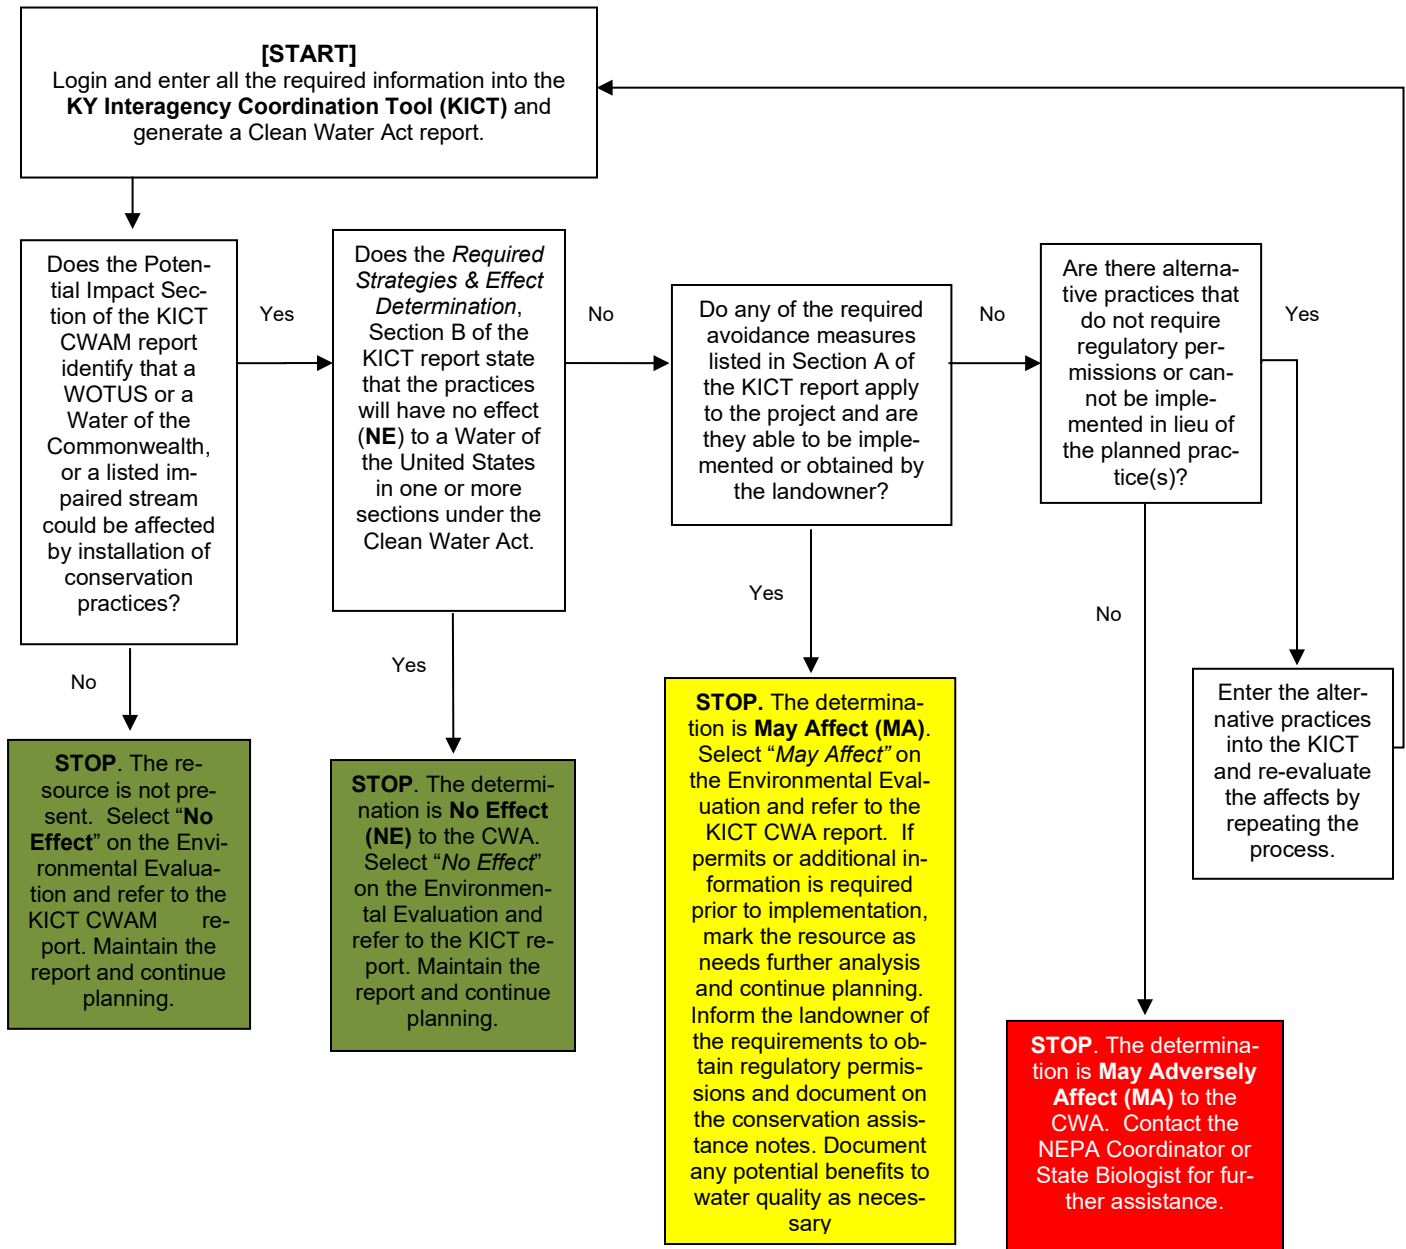 [START]
Login and enter all the required information into the
KY Interagency Coordination Tool (KICT) and
generate a Clean Water Act report.
Does the Poten-
tial Impact Sec-
tion of the KICT
CWAM report
identify that a
WOTUS or a
Water of the
Commonwealth,
or a listed im-
paired stream
could be affected
by installation of
conservation
practices?
Yes
Does the Required
Strategies & Effect
Determination,
Section B of the
KICT report state
that the practices
will have no effect
(NE) to a Water of
the United States
in one or more
sections under the
Clean Water Act.
No
Do any of the required
avoidance measures
listed in Section A of
the KICT report apply
to the project and are
they able to be imple-
mented or obtained by
the landowner?
No
Are there alterna-
tive practices that
do not require
regulatory per-
missions or can-
not be imple-
mented in lieu of
the planned prac-
tice(s)?
Yes
No
Yes
Yes
No
STOP. The re-
source is not pre-
sent. Select “No
Effect” on the Envi-
ronmental Evalua-
tion and refer to the
KICT CWAM re-
port. Maintain the
report and continue
planning.
STOP. The determi-
nation is No Effect
(NE) to the CWA.
Select “No Effect”
on the Environmen-
tal Evaluation and
refer to the KICT re-
port. Maintain the
report and continue
planning.
STOP. The determina-
tion is May Affect (MA).
Select “May Affect” on
the Environmental Eval-
uation and refer to the
KICT CWA report. If
permits or additional in-
formation is required
prior to implementation,
mark the resource as
needs further analysis
and continue planning.
Inform the landowner of
the requirements to ob-
tain regulatory permis-
sions and document on
the conservation assis-
tance notes. Document
any potential benefits to
water quality as neces-
sary
Enter the alter-
native practices
into the KICT
and re-evaluate
the affects by
repeating the
process.
STOP. The determina-
tion is May Adversely
Affect (MA) to the
CWA. Contact the
NEPA Coordinator or
State Biologist for fur-
ther assistance.